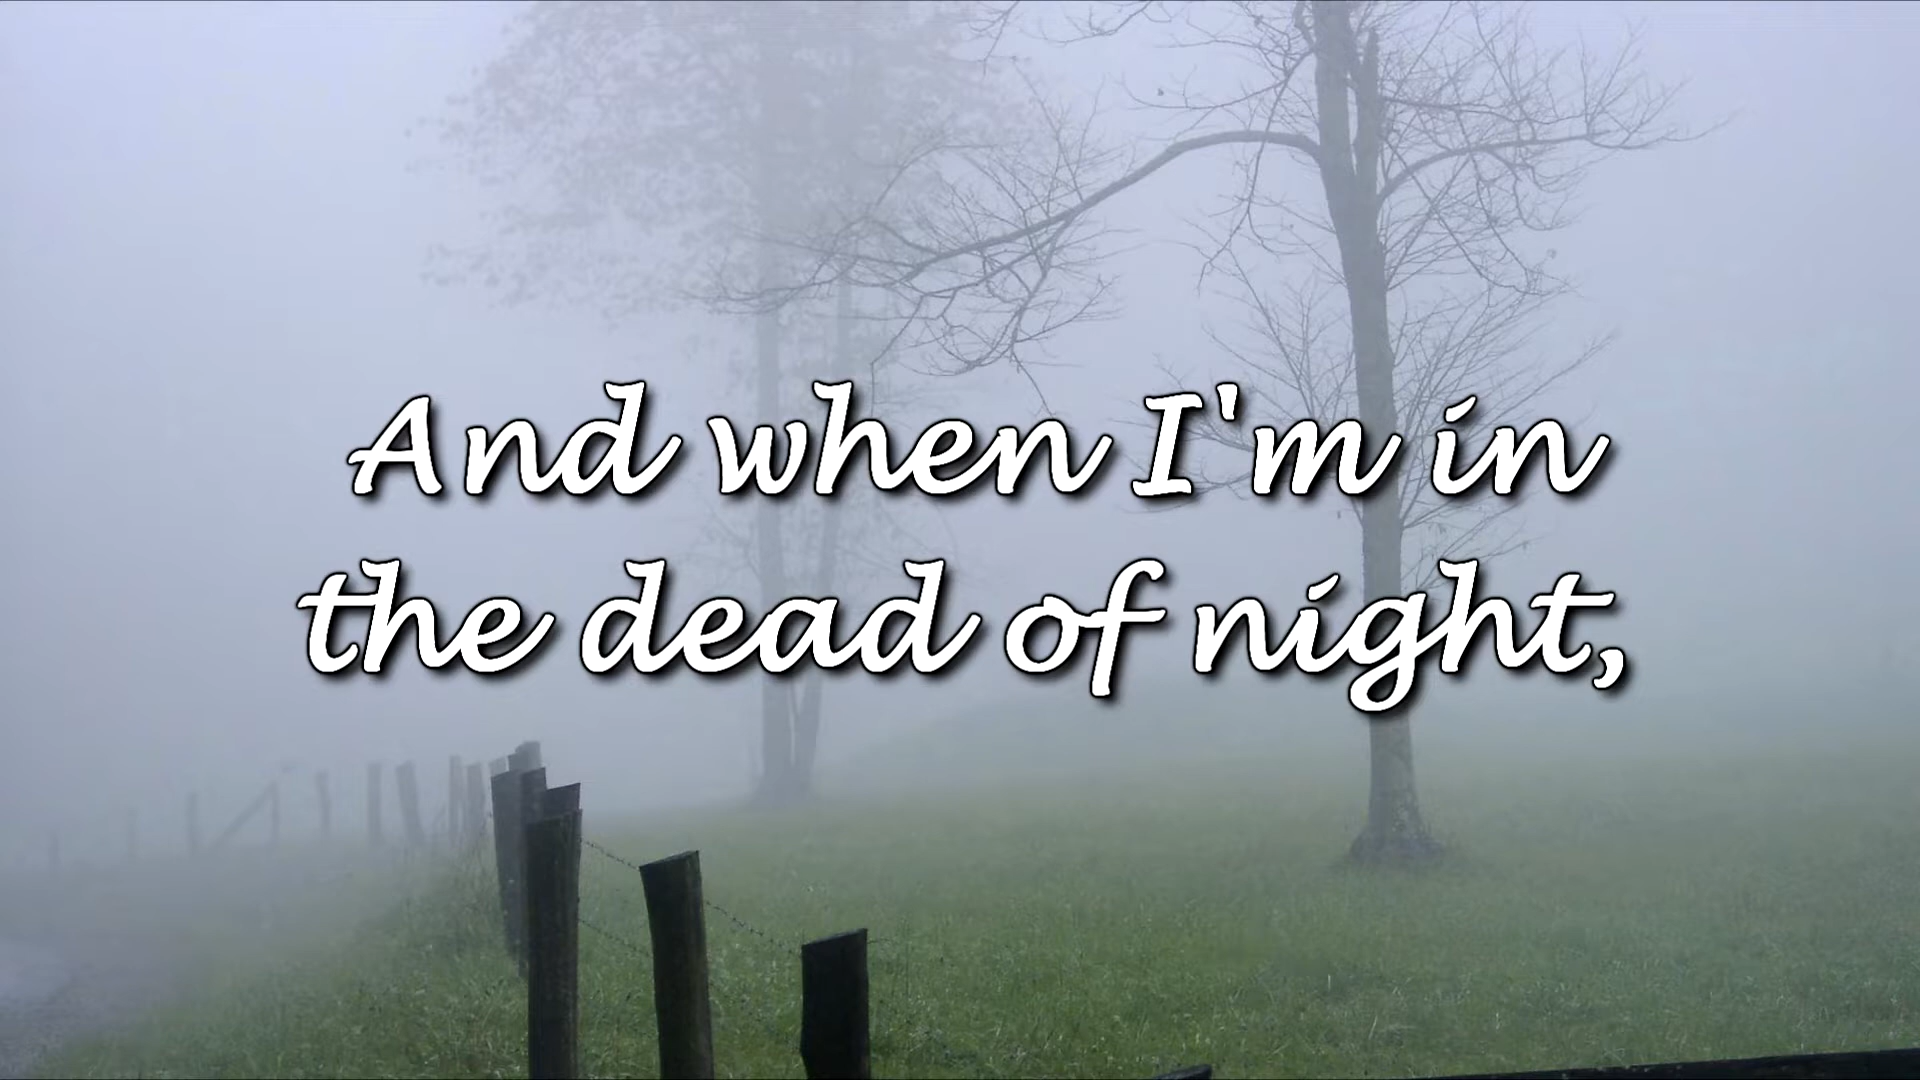 And when I'm in
the dead of night,